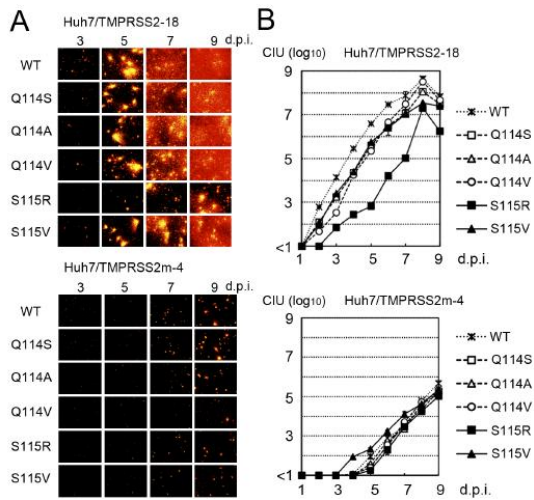 A
Huh7/TMPRSS2-18
3 5 7 9 d.p.i.
WT
Q114S
Q114A
Q114V
S115R
S115V
Huh7/TMPRSS2m-4
3 5 7 9 d.p.i.
WT
Q114S
Q114A
Q114V
S115R
S115V
B
CIU (log10) Huh7/TMPRSS2-18
9
7
5
3
<1
1 3 5 7 9 d.p.i.
WT
Q114S
Q114A
Q114V
S115R
S115V
CIU (log10) Huh7/TMPRSS2m-4
9
7
5
3
<1
1 3 5 7 9 d.p.i.
WT
Q114S
Q114A
Q114V
S115R
S115V